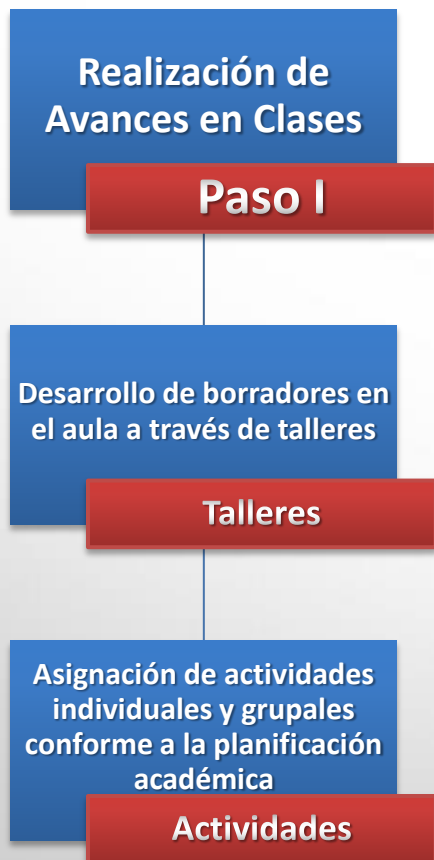 Realización de
Avances en Clases
Paso I
Desarrollo de borradores en
el aula a través de talleres
Talleres
Asignación de actividades
individuales y grupales
conforme a la planificación
académica
Actividades